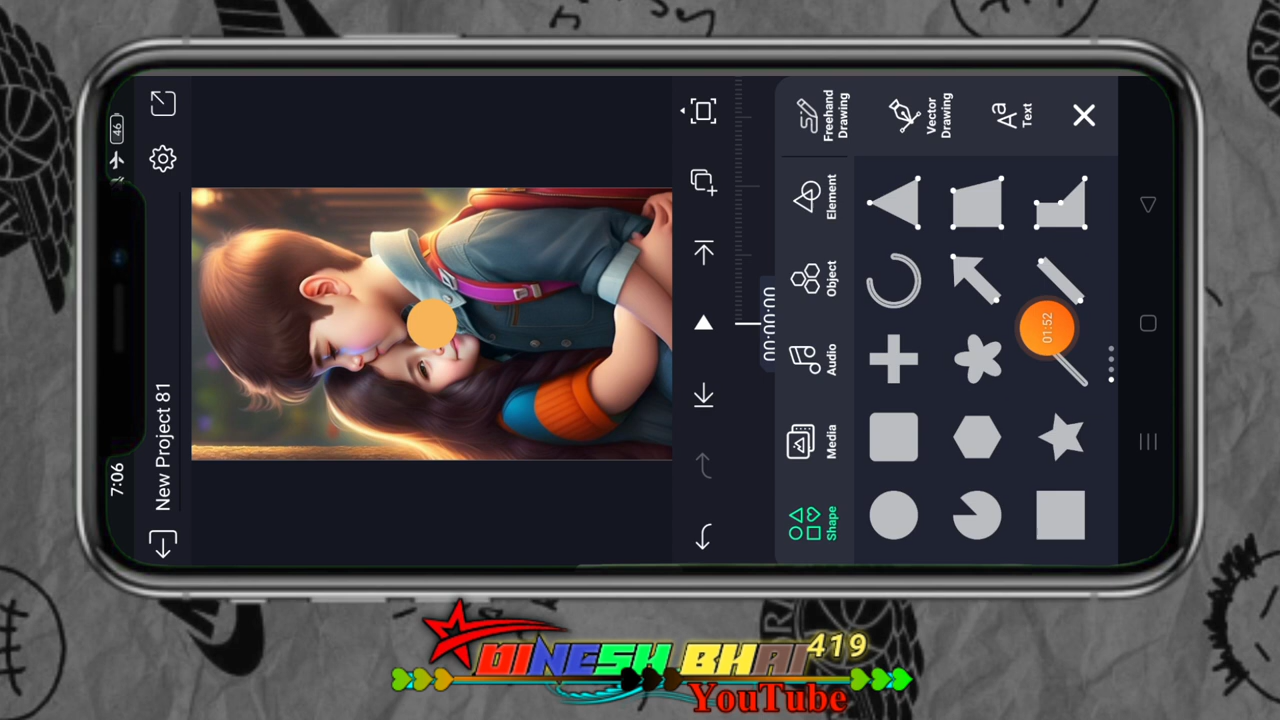 7:06
46
New Project 81
00:00:00
Shape
Media
Audio
Object
Element
Freehand
Drawing
Vector
Drawing
Aa
Text
01:52
DINESH BHAI 419
YouTube